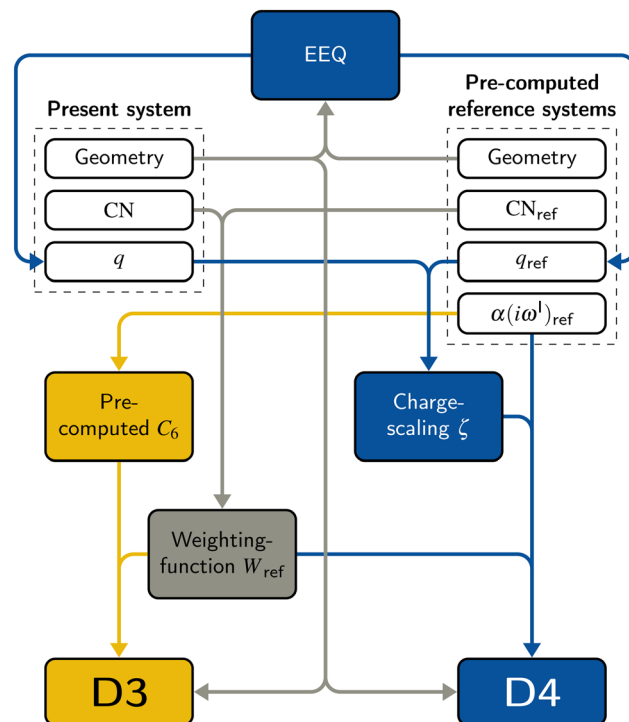 EEQ
Present system
Pre-computed
reference systems
Geometry
Geometry
CN
CNref
q
qref
α(iωᴵ)ref
Pre-
computed C₆
Charge-
scaling ζ
Weighting-
function Wref
D3
D4